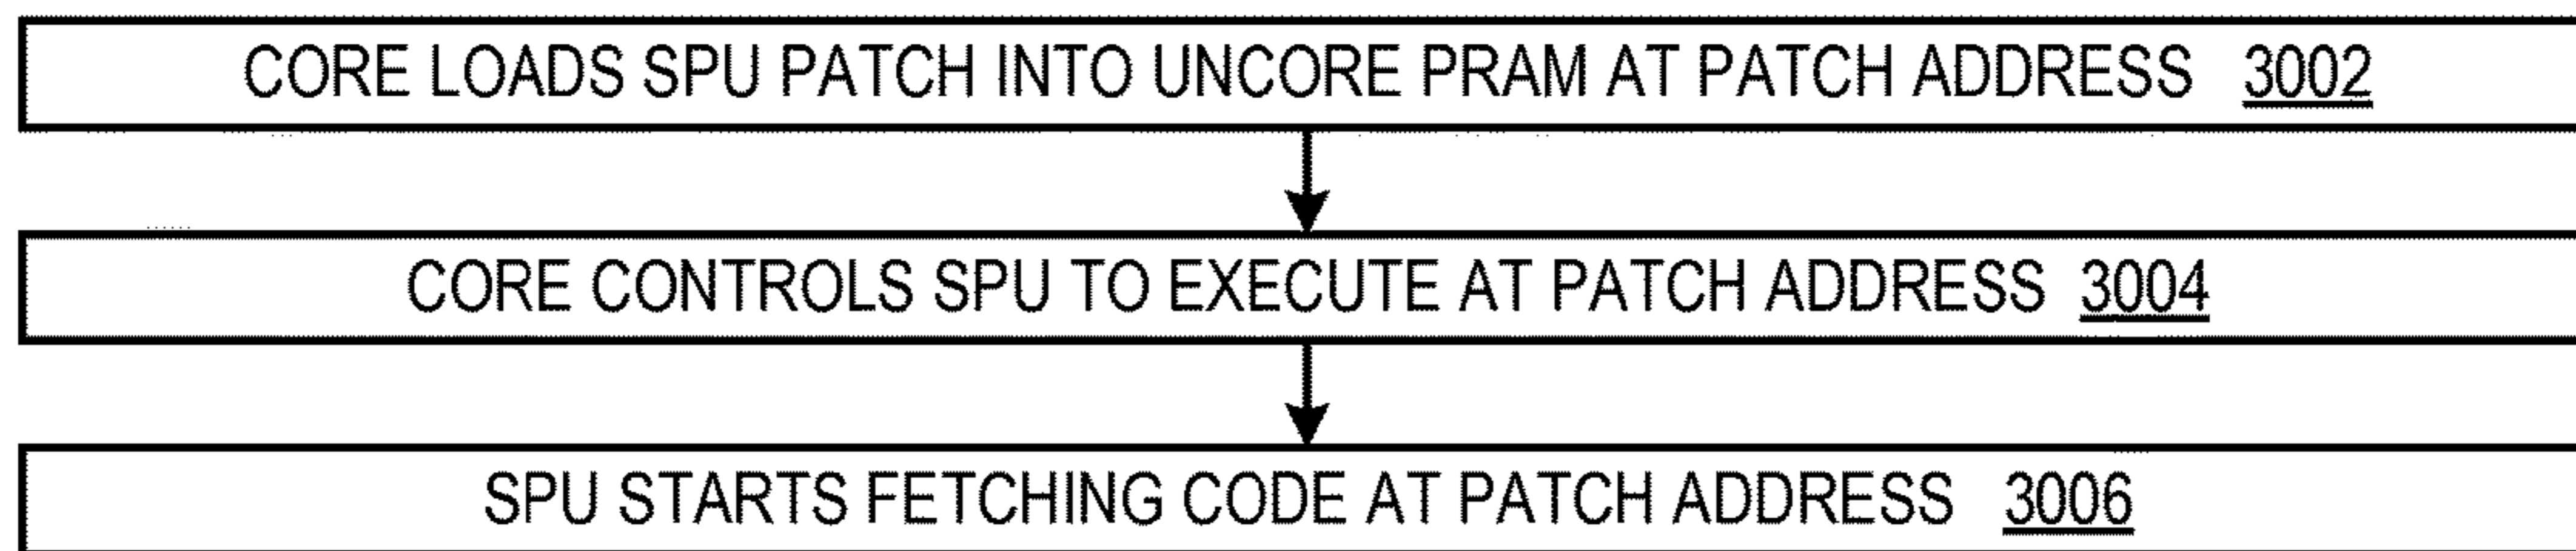 CORE LOADS SPU PATCH INTO UNCORE PRAM AT PATCH ADDRESS 3002
CORE CONTROLS SPU TO EXECUTE AT PATCH ADDRESS 3004
SPU STARTS FETCHING CODE AT PATCH ADDRESS 3006